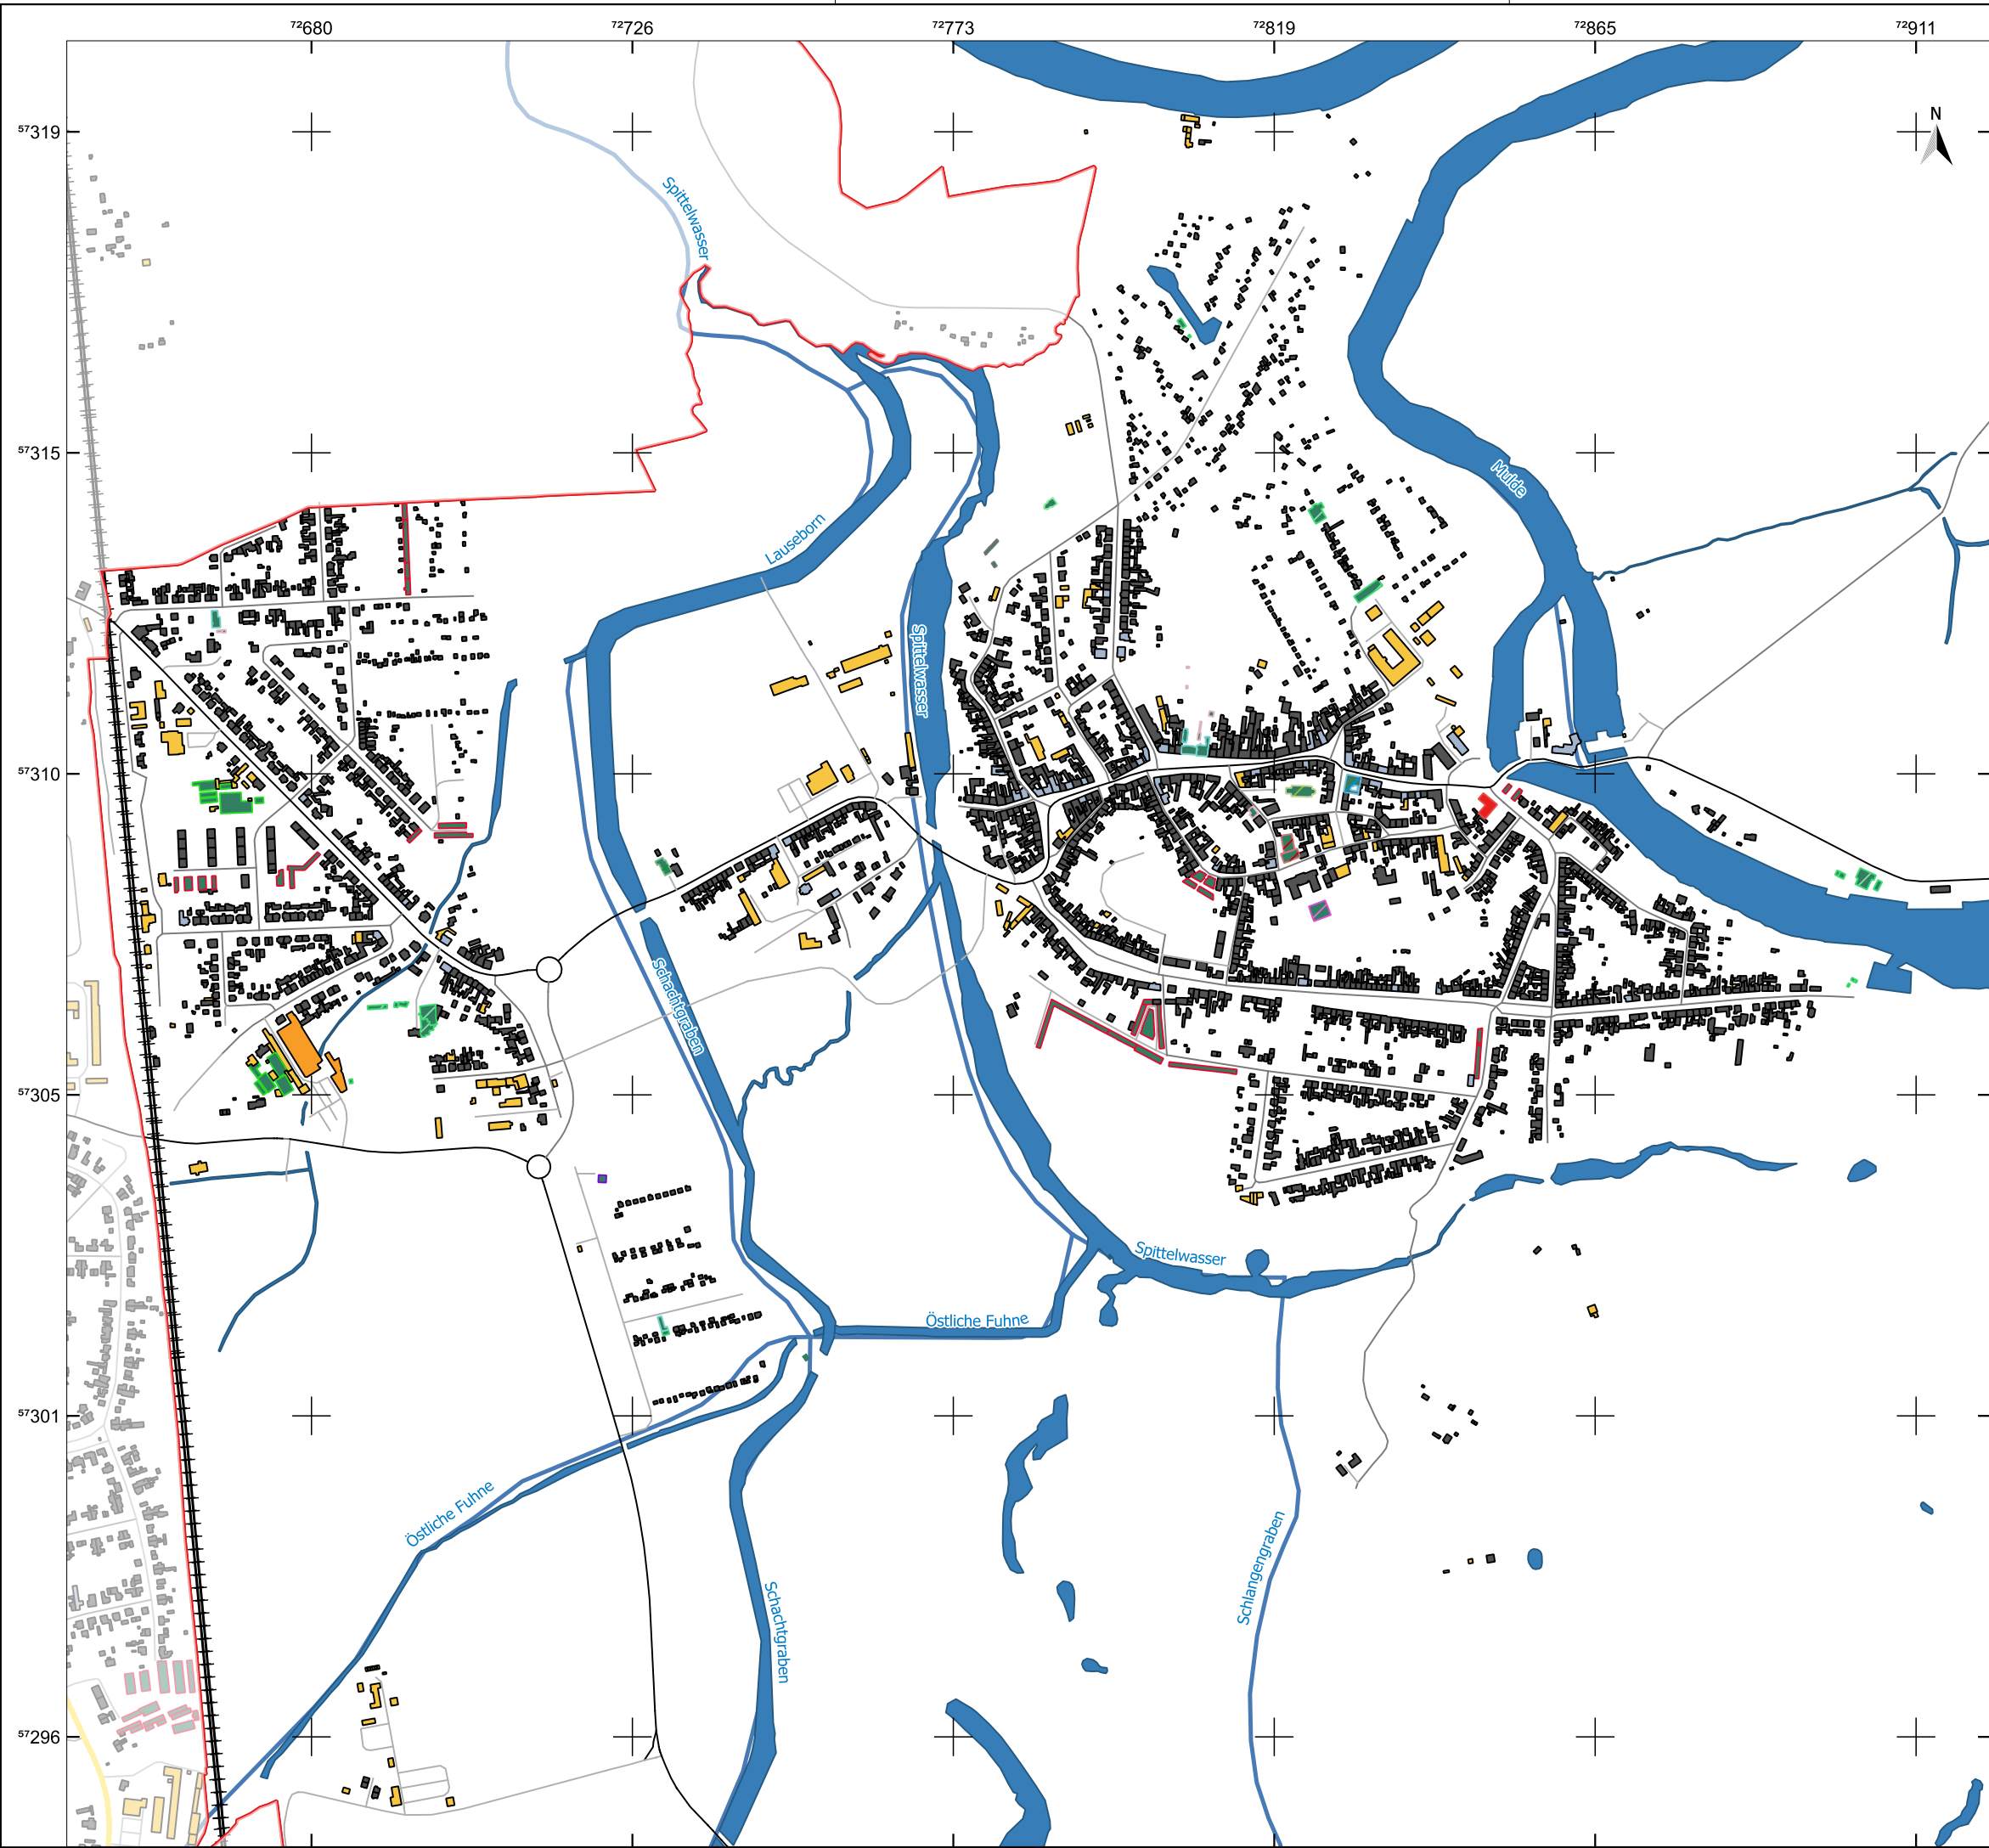 ⁷²680
⁷²726
⁷²773
⁷²819
⁷²865
⁷²911
⁵⁷319
N
Spittelwasser
⁵⁷315
Mulde
Lauseborn
Spittelwasser
⁵⁷310
Schachtgraben
⁵⁷305
Spittelwasser
Östliche Fuhne
⁵⁷301
Östliche Fuhne
Schlangengraben
Schachtgraben
⁵⁷296